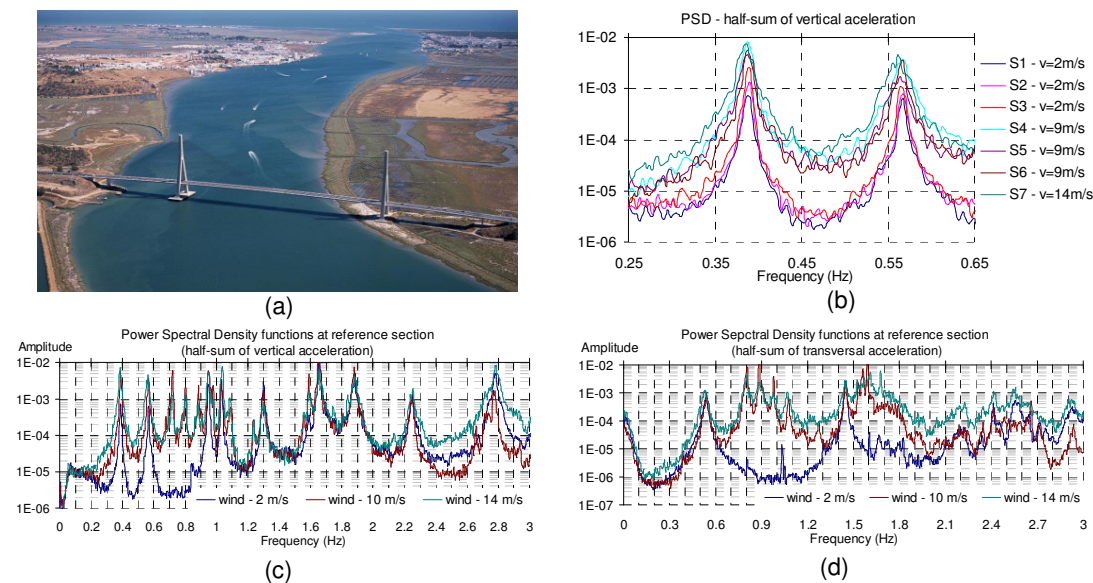 PSD - half-sum of vertical aceleration
1E-02
1E-03
1E-04
1E-05
1E-06
0.25 0.35 0.45 0.55 0.65
Frequency (Hz)
S1 - v=2m/s
S2 - v=2m/s
S3 - v=2m/s
S4 - v=9m/s
S5 - v=9m/s
S6 - v=9m/s
S7 - v=14m/s
(a)
(b)
Power Spectral Density functions at reference section
(half-sum of vertical acceleration)
Amplitude
1E-02
1E-03
1E-04
1E-05
1E-06
wind - 2 m/s wind - 10 m/s wind - 14 m/s
0 0.2 0.4 0.6 0.8 1 1.2 1.4 1.6 1.8 2 2.2 2.4 2.6 2.8 3
Frequency (Hz)
(c)
Power Spectral Density functions at reference section
(half-sum of transversal acceleration)
Amplitude
1E-02
1E-03
1E-04
1E-05
1E-06
1E-07
wind - 2 m/s wind - 10 m/s wind - 14 m/s
0 0.3 0.6 0.9 1.2 1.5 1.8 2.1 2.4 2.7 3
Frequency (Hz)
(d)